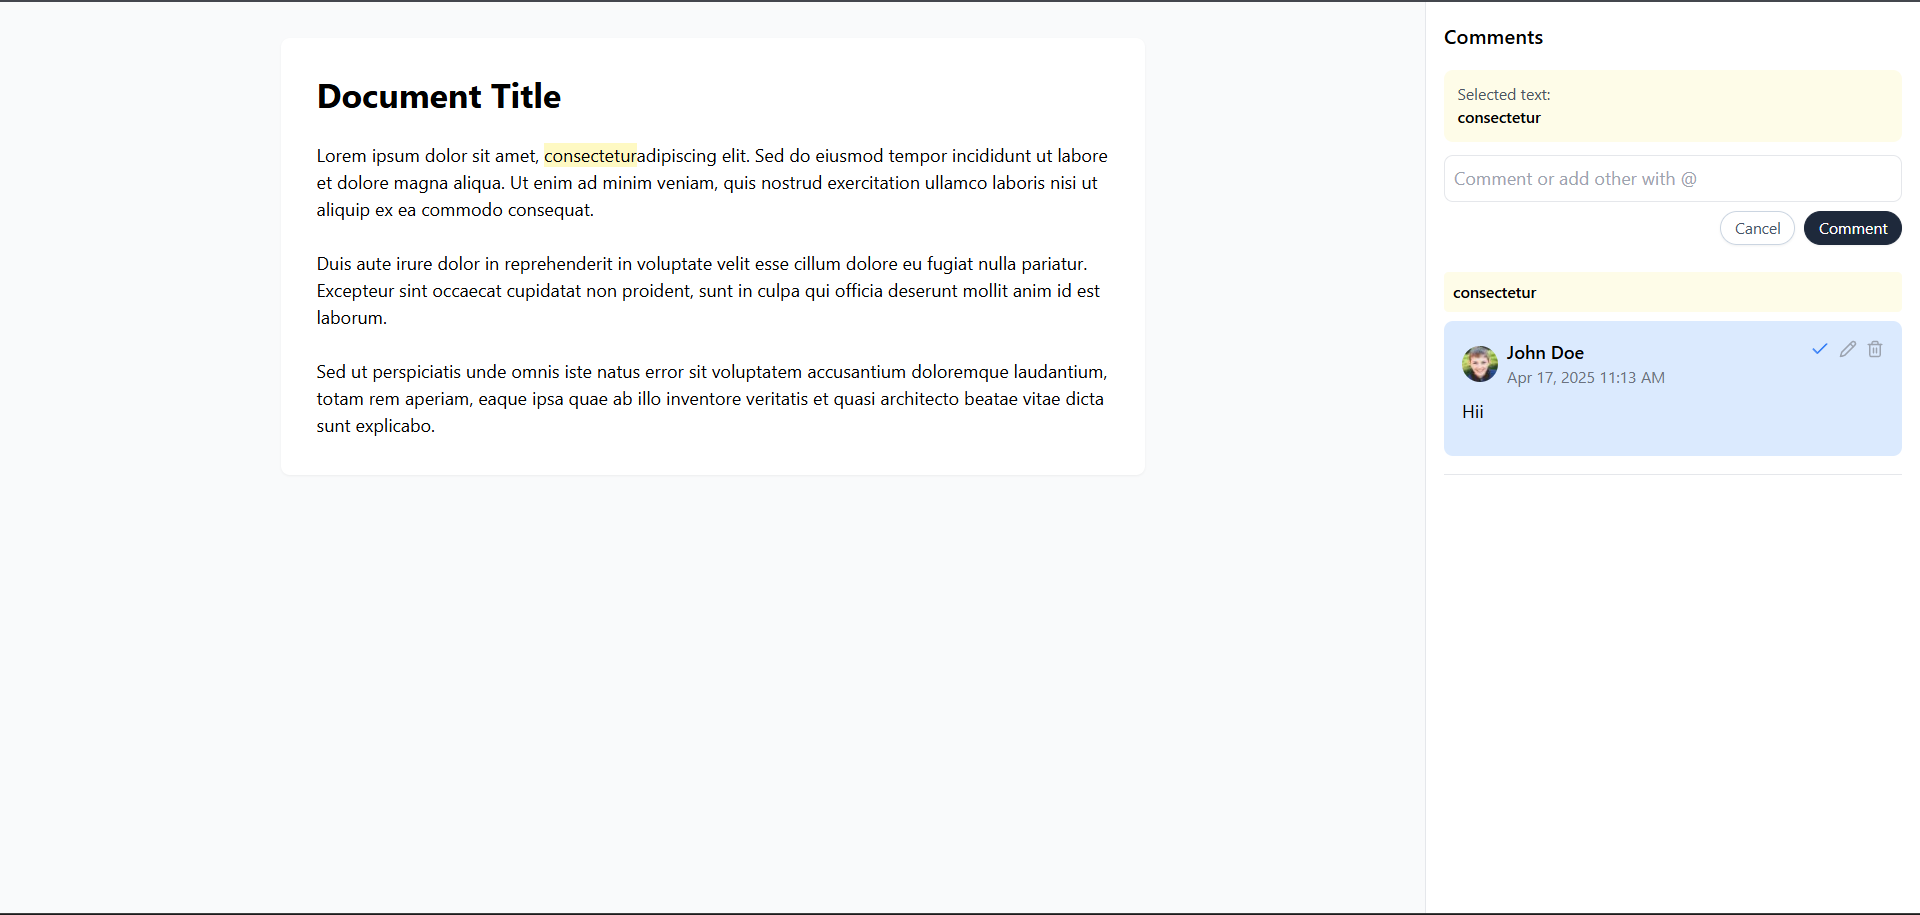 Document Title
Lorem ipsum dolor sit amet, consecteturadipiscing elit. Sed do eiusmod tempor incididunt ut labore
et dolore magna aliqua. Ut enim ad minim veniam, quis nostrud exercitation ullamco laboris nisi ut
aliquip ex ea commodo consequat.
Duis aute irure dolor in reprehenderit in voluptate velit esse cillum dolore eu fugiat nulla pariatur.
Excepteur sint occaecat cupidatat non proident, sunt in culpa qui officia deserunt mollit anim id est
laborum.
Sed ut perspiciatis unde omnis iste natus error sit voluptatem accusantium doloremque laudantium,
totam rem aperiam, eaque ipsa quae ab illo inventore veritatis et quasi architecto beatae vitae dicta
sunt explicabo.
Comments
Selected text:
consectetur
Comment or add other with @
Cancel Comment
consectetur
John Doe
Apr 17, 2025 11:13 AM
Hii